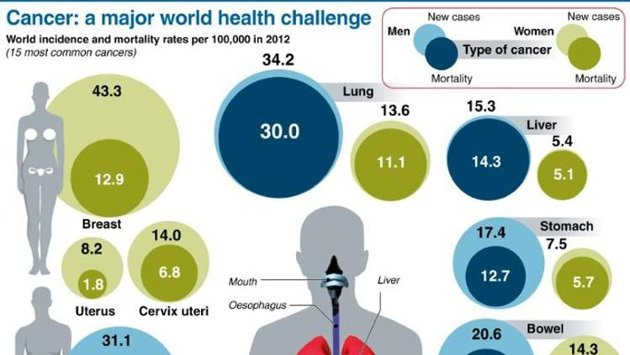 Cancer: a major world health challenge
World incidence and mortality rates per 100,000 in 2012
(15 most common cancers)
New cases
New cases
Men
Women
Type of cancer
Mortality
Mortality
34.2
Lung
30.0
13.6
11.1
15.3
Liver
14.3
5.4
5.1
43.3
12.9
Breast
8.2
1.8
Uterus
14.0
6.8
Cervix uteri
Mouth
Oesophagus
Liver
17.4
Stomach
12.7
7.5
5.7
31.1
20.6
Bowel
14.3